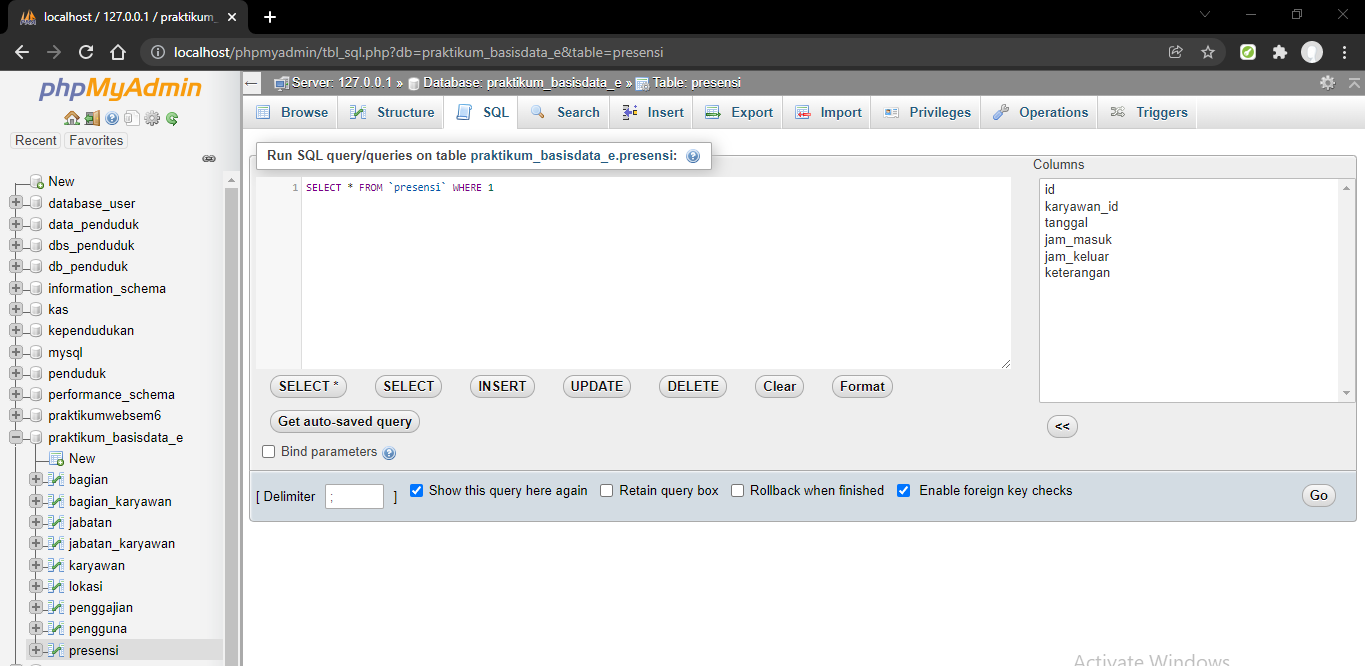 localhost / 127.0.0.1 / praktikum_
localhost/phpmyadmin/tbl_sql.php?db=praktikum_basisdata_e&table=presensi
phpMyAdmin
Recent Favorites
New
database_user
data_penduduk
dbs_penduduk
db_penduduk
information_schema
kas
kependudukan
mysql
penduduk
performance_schema
praktikumwebsem6
praktikum_basisdata_e
New
bagian
bagian_karyawan
jabatan
jabatan_karyawan
karyawan
lokasi
penggajian
pengguna
presensi
Server: 127.0.0.1 » Database: praktikum_basisdata_e » Table: presensi
Browse Structure SQL Search Insert Export Import Privileges Operations Triggers
Run SQL query/queries on table praktikum_basisdata_e.presensi:
1 SELECT * FROM `presensi` WHERE 1
Columns
id
karyawan_id
tanggal
jam_masuk
jam_keluar
keterangan
SELECT * SELECT INSERT UPDATE DELETE Clear Format
Get auto-saved query
<<
Bind parameters
[ Delimiter ; ] Show this query here again Retain query box Rollback when finished Enable foreign key checks
Go
Activate Windows